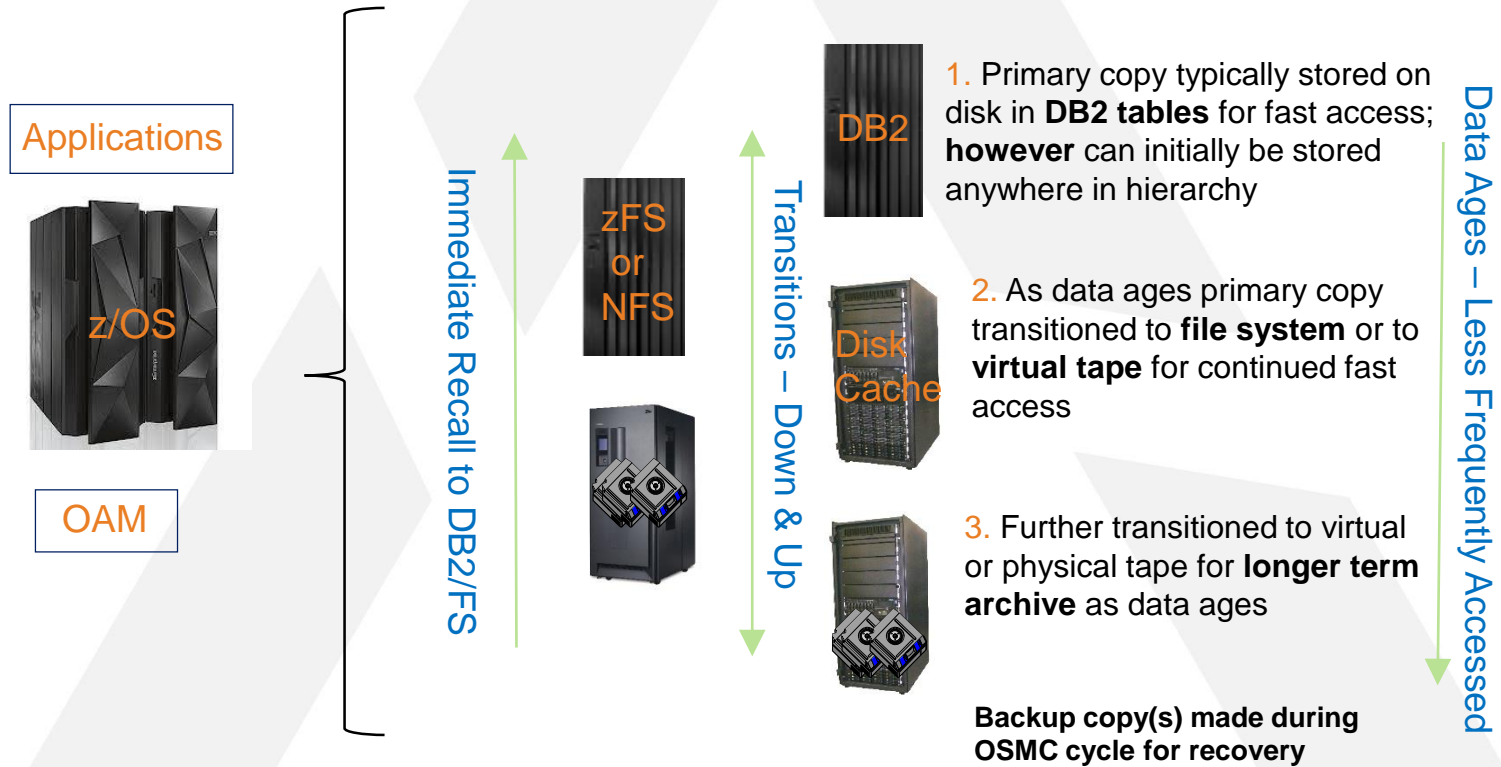 Applications
z/OS
OAM
Immediate Recall to DB2/FS
zFS
or
NFS
Transitions – Down & Up
DB2
1. Primary copy typically stored on
disk in DB2 tables for fast access;
however can initially be stored
anywhere in hierarchy
Disk
Cache
2. As data ages primary copy
transitioned to file system or to
virtual tape for continued fast
access
3. Further transitioned to virtual
or physical tape for longer term
archive as data ages
Backup copy(s) made during
OSMC cycle for recovery
Data Ages – Less Frequently Accessed